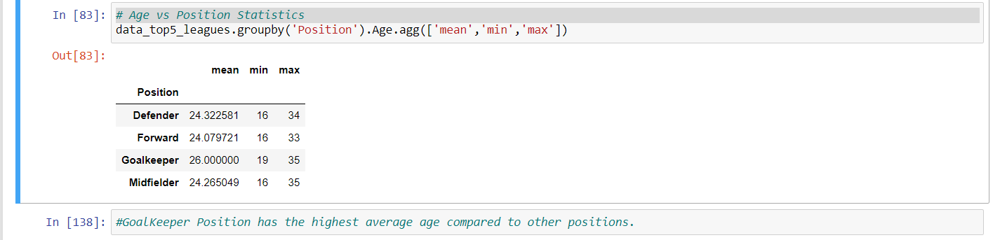 In [83]: # Age vs Position Statistics
data_top5_leagues.groupby('Position').Age.agg(['mean','min','max'])
Out[83]:
mean min max
Position
Defender 24.322581 16 34
Forward 24.079721 16 33
Goalkeeper 26.000000 19 35
Midfielder 24.265049 16 35
In [138]: #GoalKeeper Position has the highest average age compared to other positions.